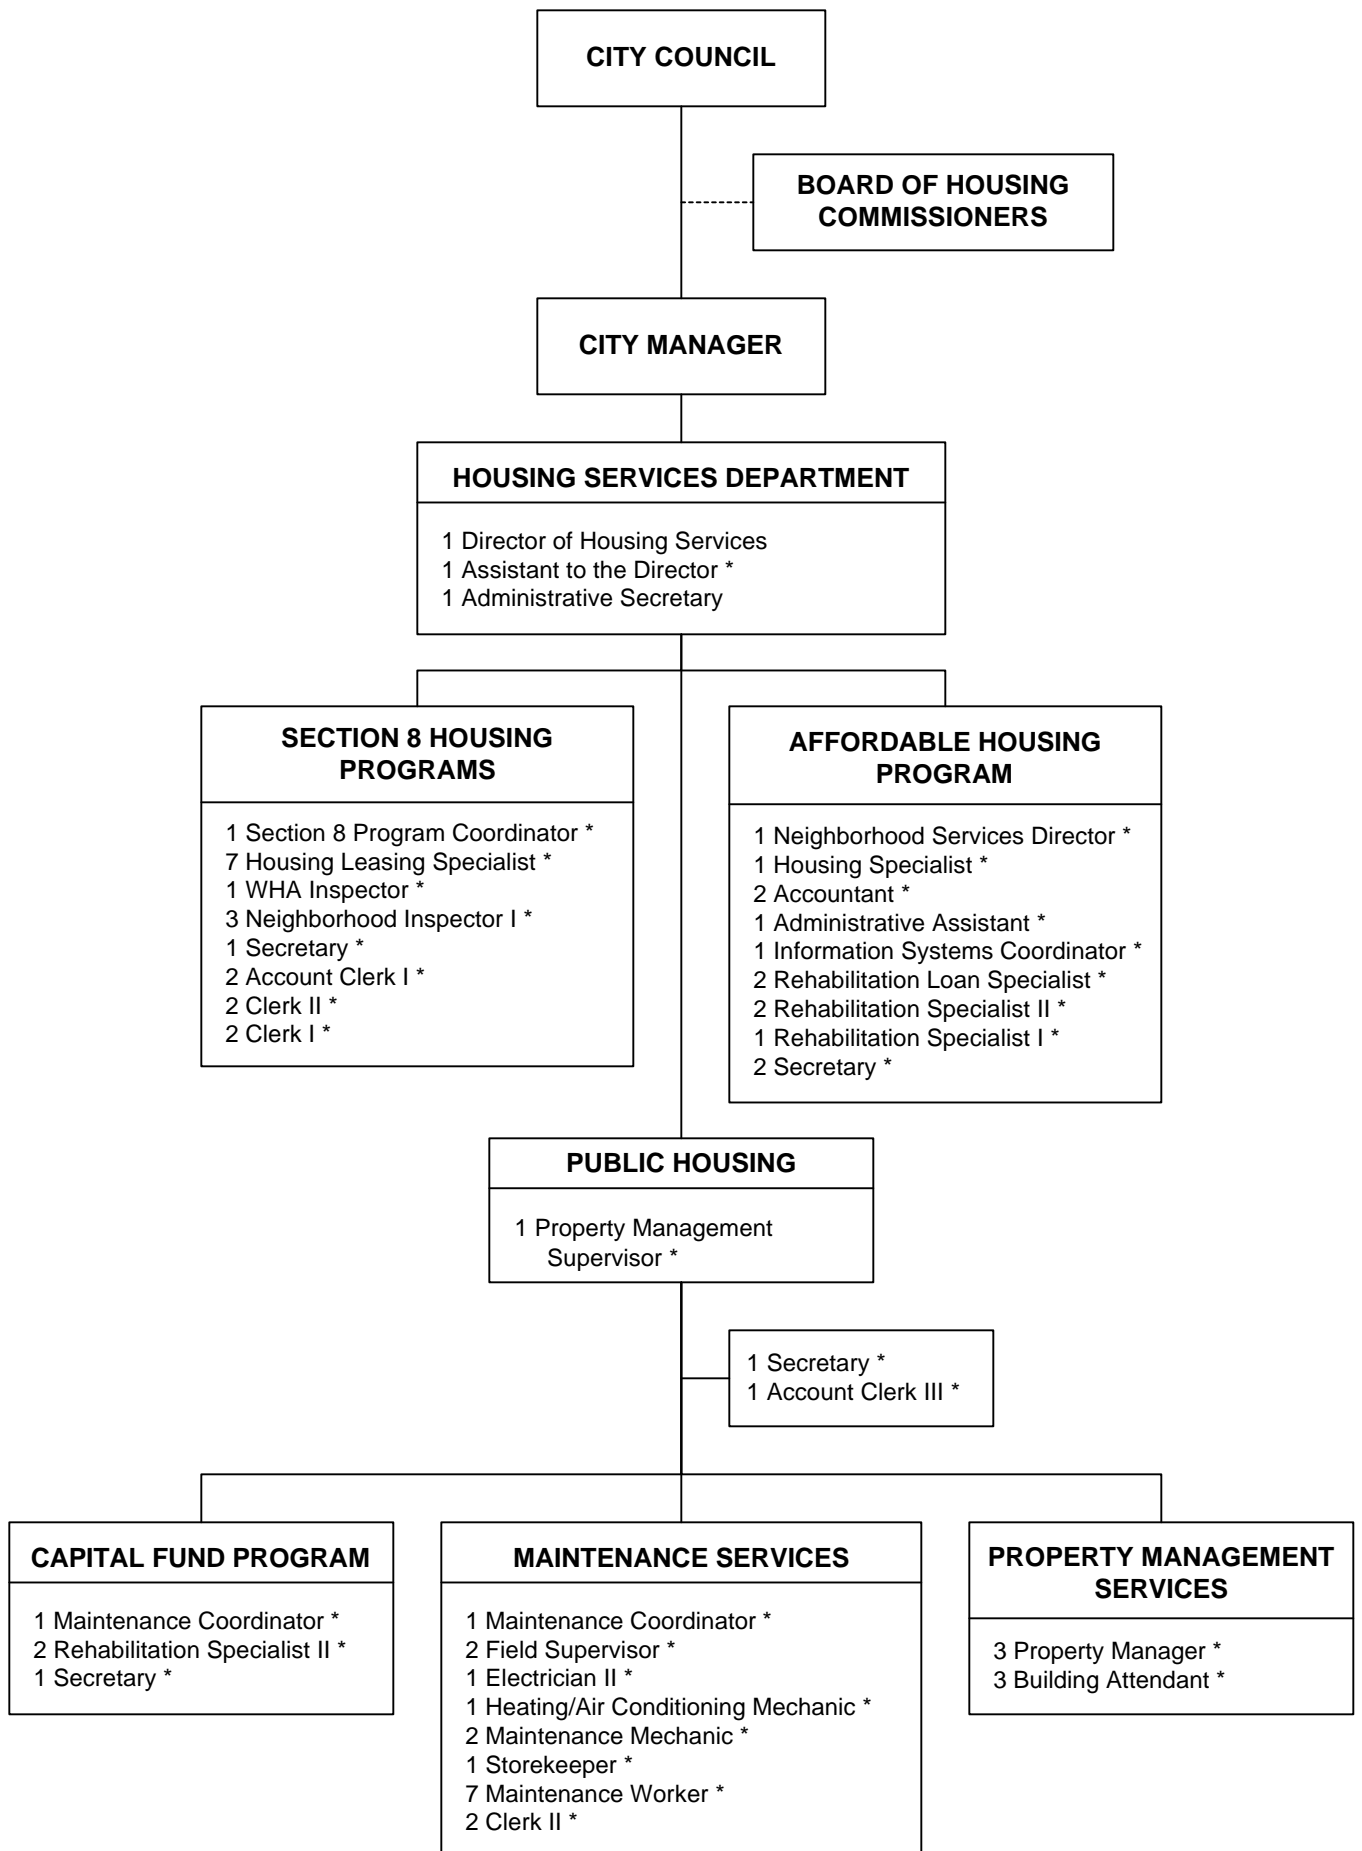 CITY COUNCIL
BOARD OF HOUSING
COMMISSIONERS
CITY MANAGER
HOUSING SERVICES DEPARTMENT
1 Director of Housing Services
1 Assistant to the Director *
1 Administrative Secretary
SECTION 8 HOUSING
PROGRAMS
1 Section 8 Program Coordinator *
7 Housing Leasing Specialist *
1 WHA Inspector *
3 Neighborhood Inspector I *
1 Secretary *
2 Account Clerk I *
2 Clerk II *
2 Clerk I *
AFFORDABLE HOUSING
PROGRAM
1 Neighborhood Services Director *
1 Housing Specialist *
2 Accountant *
1 Administrative Assistant *
1 Information Systems Coordinator *
2 Rehabilitation Loan Specialist *
2 Rehabilitation Specialist II *
1 Rehabilitation Specialist I *
2 Secretary *
PUBLIC HOUSING
1 Property Management
Supervisor *
1 Secretary *
1 Account Clerk III *
CAPITAL FUND PROGRAM
1 Maintenance Coordinator *
2 Rehabilitation Specialist II *
1 Secretary *
MAINTENANCE SERVICES
1 Maintenance Coordinator *
2 Field Supervisor *
1 Electrician II *
1 Heating/Air Conditioning Mechanic *
2 Maintenance Mechanic *
1 Storekeeper *
7 Maintenance Worker *
2 Clerk II *
PROPERTY MANAGEMENT
SERVICES
3 Property Manager *
3 Building Attendant *